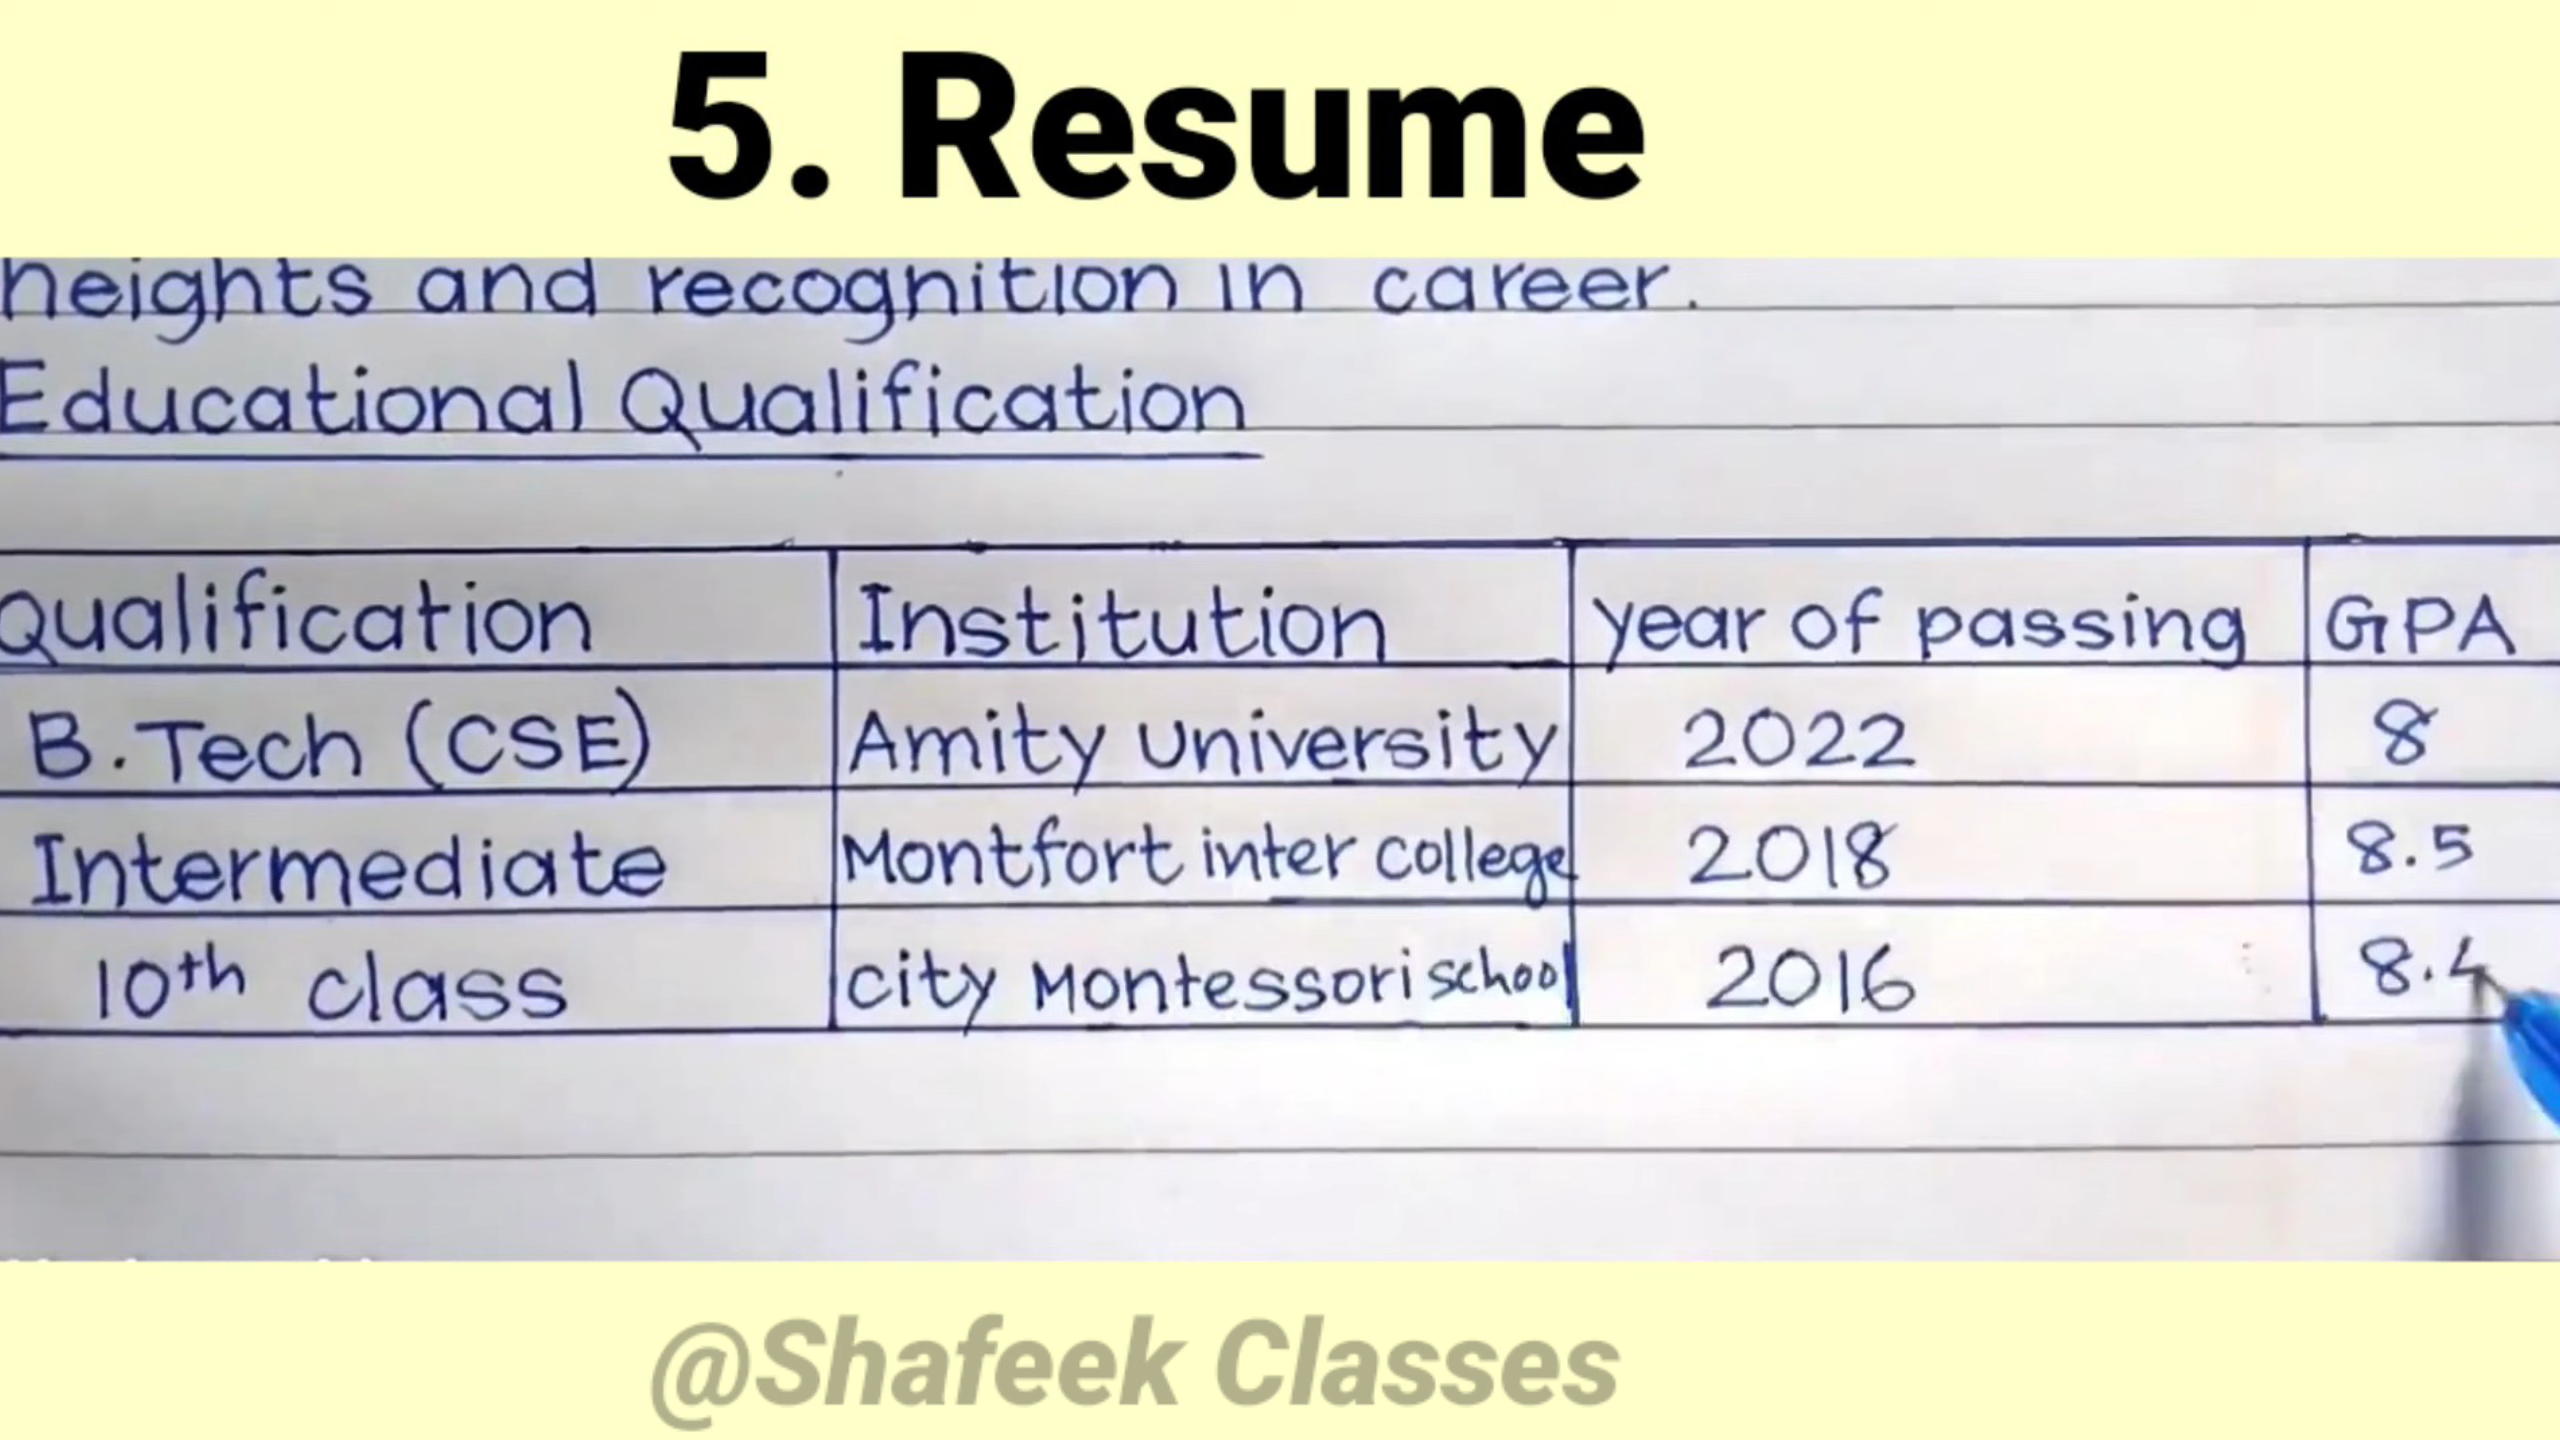 5. Resume
heights and recognition in career.
Educational Qualification
Qualification Institution year of passing GPA
B.Tech (CSE) Amity University 2022 8
Intermediate Montfort inter college 2018 8.5
10th class city Montessori school 2016 8.4
@Shafeek Classes